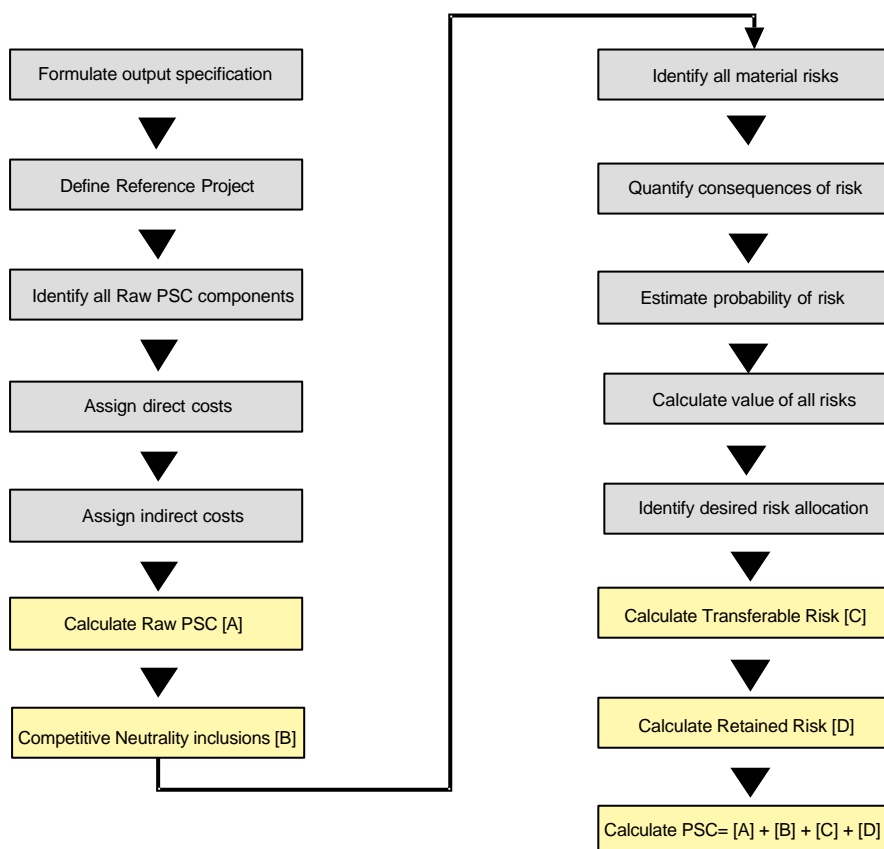 Formulate output specification
Define Reference Project
Identify all Raw PSC components
Assign direct costs
Assign indirect costs
Calculate Raw PSC [A]
Competitive Neutrality inclusions [B]
Identify all material risks
Quantify consequences of risk
Estimate probability of risk
Calculate value of all risks
Identify desired risk allocation
Calculate Transferable Risk [C]
Calculate Retained Risk [D]
Calculate PSC= [A] + [B] + [C] + [D]